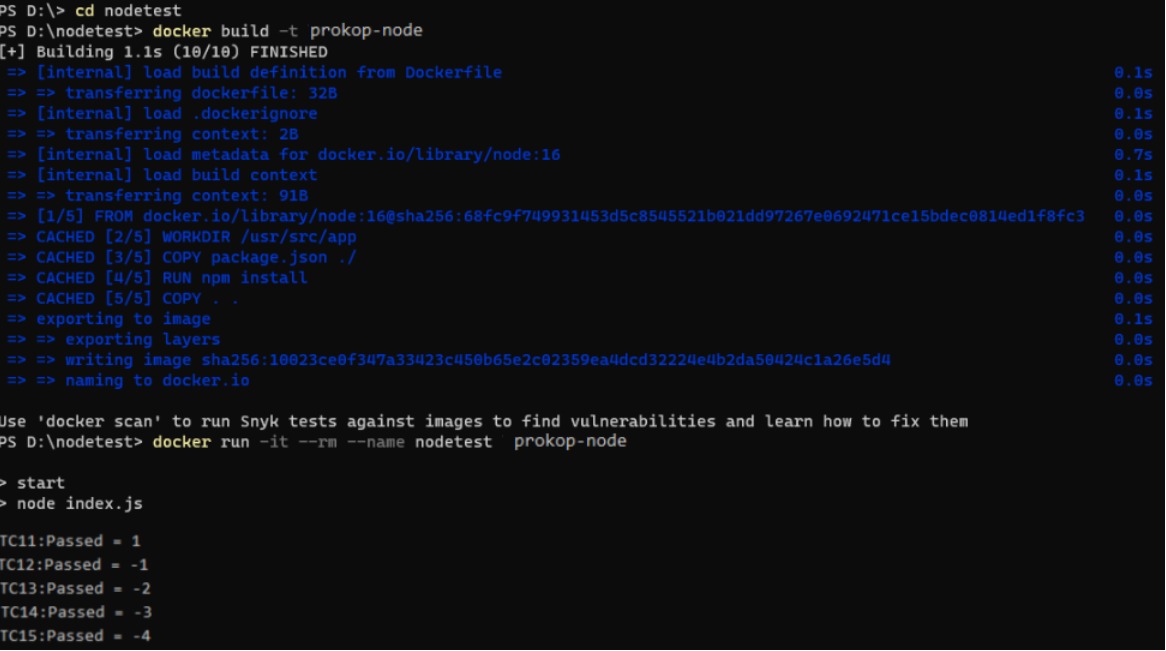 PS D:\> cd nodetest
PS D:\nodetest> docker build -t prokop-node
[+] Building 1.1s (10/10) FINISHED
=> [internal] load build definition from Dockerfile 0.1s
=> => transferring dockerfile: 32B 0.0s
=> [internal] load .dockerignore 0.1s
=> => transferring context: 2B 0.0s
=> [internal] load metadata for docker.io/library/node:16 0.7s
=> [internal] load build context 0.1s
=> => transferring context: 91B 0.0s
=> [1/5] FROM docker.io/library/node:16@sha256:68fc9f749931453d5c8545521b021dd97267e0692471ce15bdec0814ed1f8fc3 0.0s
=> CACHED [2/5] WORKDIR /usr/src/app 0.0s
=> CACHED [3/5] COPY package.json ./ 0.0s
=> CACHED [4/5] RUN npm install 0.0s
=> CACHED [5/5] COPY . . 0.0s
=> exporting to image 0.1s
=> => exporting layers 0.0s
=> => writing image sha256:10023ce0f347a33423c450b65e2c02359ea4dcd32224e4b2da50424c1a26e5d4 0.0s
=> => naming to docker.io 0.0s
Use 'docker scan' to run Snyk tests against images to find vulnerabilities and learn how to fix them
PS D:\nodetest> docker run -it --rm --name nodetest prokop-node
> start
> node index.js
TC11:Passed = 1
TC12:Passed = -1
TC13:Passed = -2
TC14:Passed = -3
TC15:Passed = -4